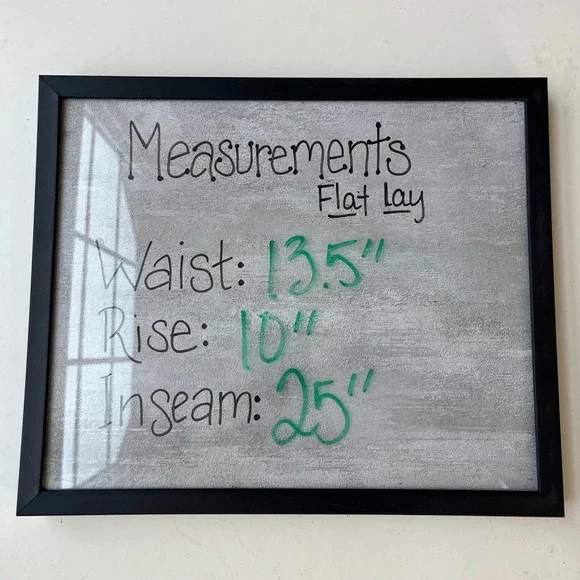 Measurements
Flat Lay
Waist: 13.5"
Rise: 10"
Inseam: 25"